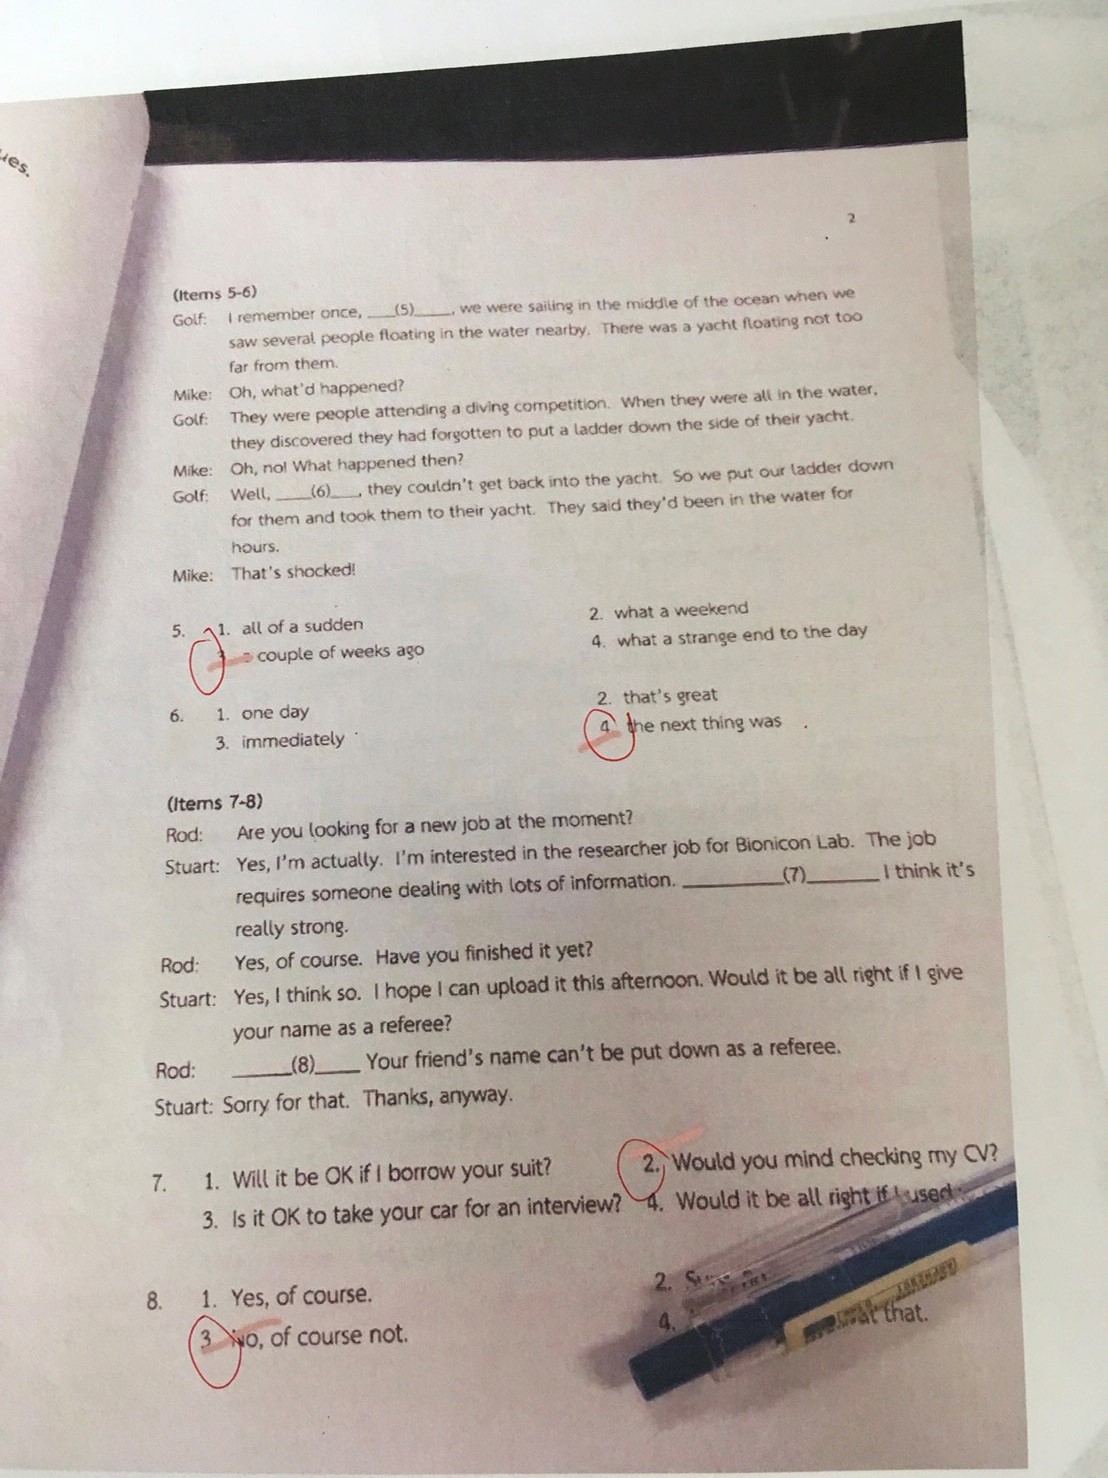 2
(Items 5-6)
Golf: I remember once, ___(5)___, we were sailing in the middle of the ocean when we
saw several people floating in the water nearby. There was a yacht floating not too
far from them.
Mike: Oh, what'd happened?
Golf: They were people attending a diving competition. When they were all in the water,
they discovered they had forgotten to put a ladder down the side of their yacht.
Mike: Oh, no! What happened then?
Golf: Well, ___(6)___, they couldn't get back into the yacht. So we put our ladder down
for them and took them to their yacht. They said they'd been in the water for
hours.
Mike: That's shocked!
5. 1. all of a sudden 2. what a weekend
couple of weeks ago 4. what a strange end to the day
6. 1. one day 2. that's great
3. immediately 4 the next thing was
(Items 7-8)
Rod: Are you looking for a new job at the moment?
Stuart: Yes, I'm actually. I'm interested in the researcher job for Bionicon Lab. The job
requires someone dealing with lots of information. _________(7)_______ I think it's
really strong.
Rod: Yes, of course. Have you finished it yet?
Stuart: Yes, I think so. I hope I can upload it this afternoon. Would it be all right if I give
your name as a referee?
Rod: _____(8)____ Your friend's name can't be put down as a referee.
Stuart: Sorry for that. Thanks, anyway.
7. 1. Will it be OK if I borrow your suit? 2. Would you mind checking my CV?
3. Is it OK to take your car for an interview? 4. Would it be all right if I used
8. 1. Yes, of course. 2.
3 No, of course not. 4. at that.